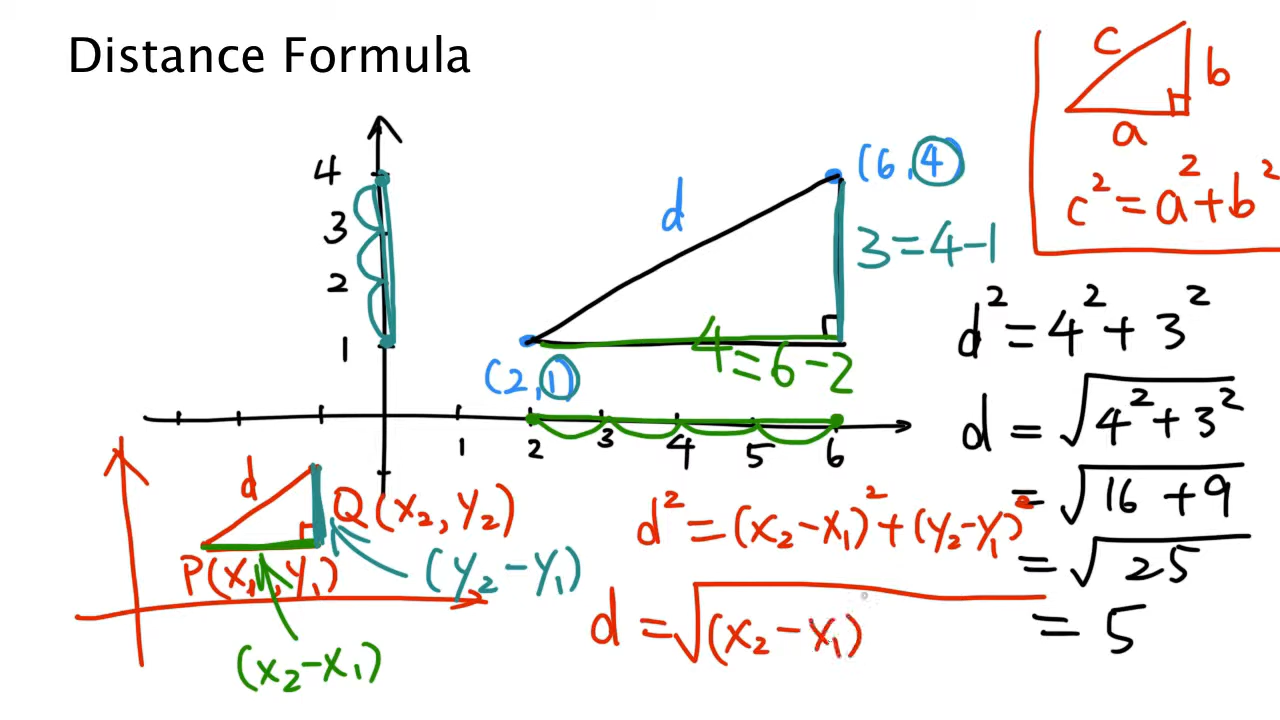 Distance Formula
c
b
a
c² = a² + b²
4
3
2
1
d
(6, 4)
3 = 4 - 1
(2, 1)
4 = 6 - 2
1 2 3 4 5 6
d² = 4² + 3²
d = √(4² + 3²)
= √(16 + 9)
= √25
= 5
d
Q(x₂, y₂)
P(x₁, y₁)
(y₂ - y₁)
(x₂ - x₁)
d² = (x₂ - x₁)² + (y₂ - y₁)²
d = √(x₂ - x₁)